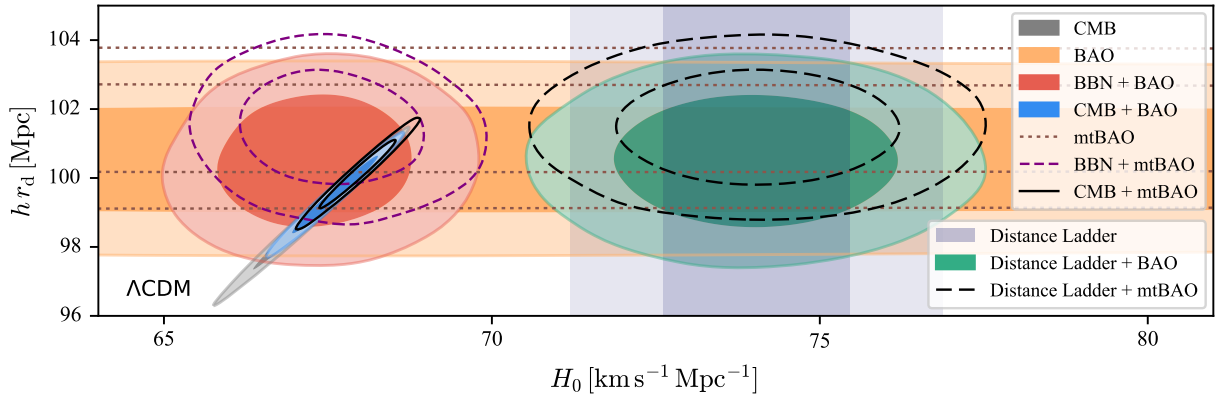 104
102
100
98
96
h r_d [Mpc]
ΛCDM
CMB
BAO
BBN + BAO
CMB + BAO
mtBAO
BBN + mtBAO
CMB + mtBAO
Distance Ladder
Distance Ladder + BAO
Distance Ladder + mtBAO
65 70 75 80
H₀ [km s⁻¹ Mpc⁻¹]